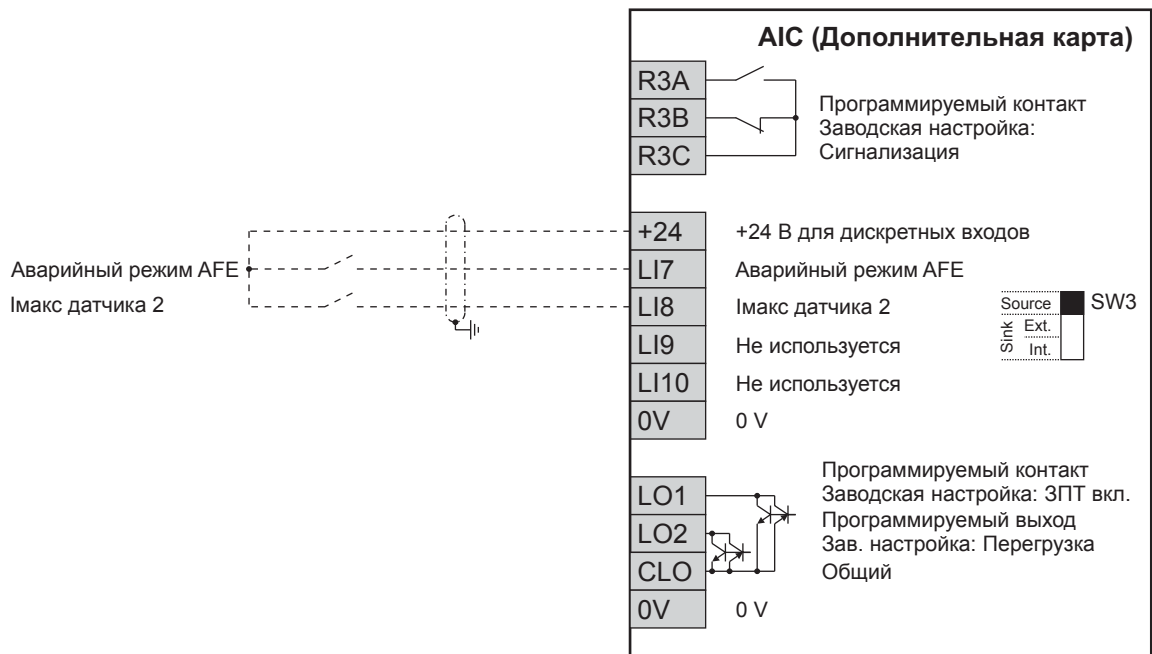 AIC (Дополнительная карта)
R3A
R3B
R3C
Программируемый контакт
Заводская настройка:
Сигнализация
+24
+24 В для дискретных входов
Аварийный режим AFE
LI7
Аварийный режим AFE
Iмакс датчика 2
LI8
Iмакс датчика 2
Source
SW3
Sink
Ext.
Int.
LI9
Не используется
LI10
Не используется
0V
0 V
LO1
Программируемый контакт
Заводская настройка: ЗПТ вкл.
LO2
Программируемый выход
Зав. настройка: Перегрузка
CLO
Общий
0V
0 V